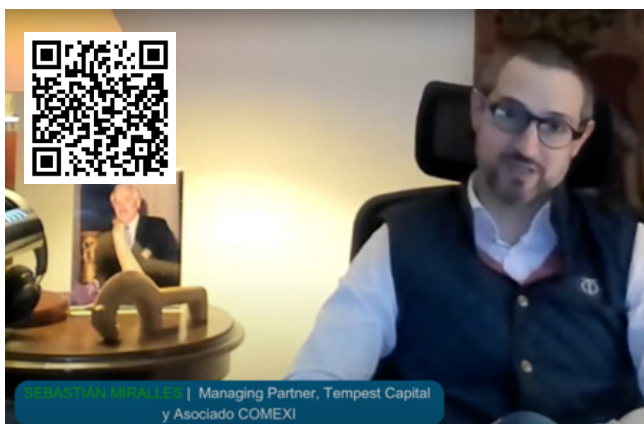 SEBASTIÁN MIRALLES | Managing Partner, Tempest Capital
y Asociado COMEXI